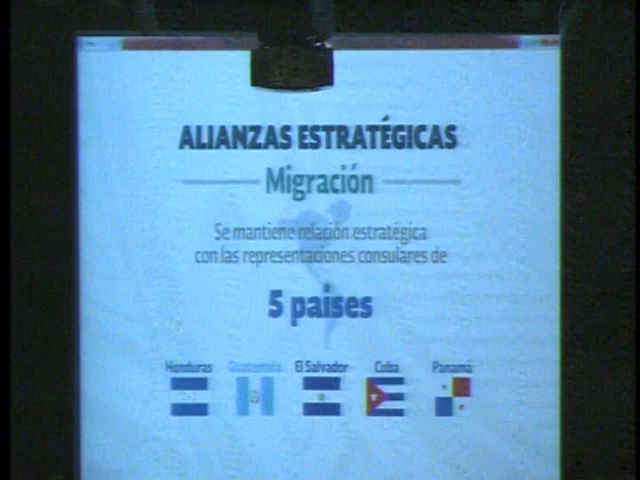 ALIANZAS ESTRATÉGICAS
Migración
Se mantiene relación estratégica
con las representaciones consulares de
5 países
Honduras Guatemala El Salvador Cuba Panamá